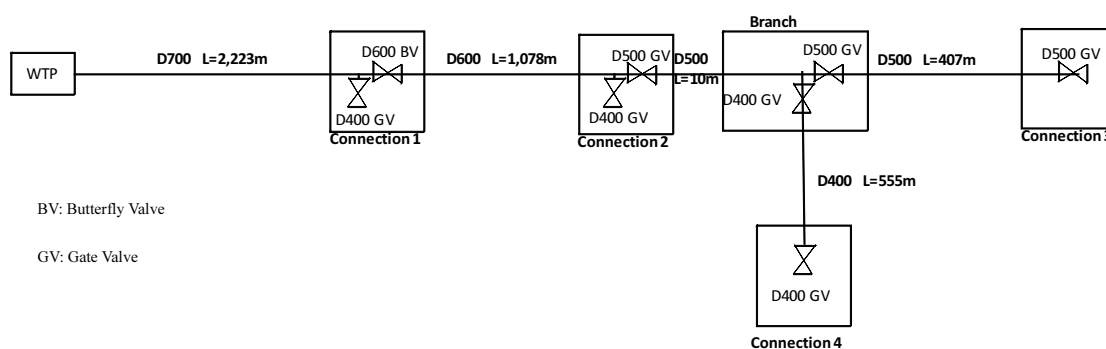 Branch
D700 L=2,223m
D600 BV
D600 L=1,078m
D500 GV
D500
L=10m
D500 GV
D500 L=407m
D500 GV
WTP
D400 GV
D400 GV
D400 GV
Connection 1
Connection 2
Connection 3
D400 L=555m
BV: Butterfly Valve
GV: Gate Valve
D400 GV
Connection 4